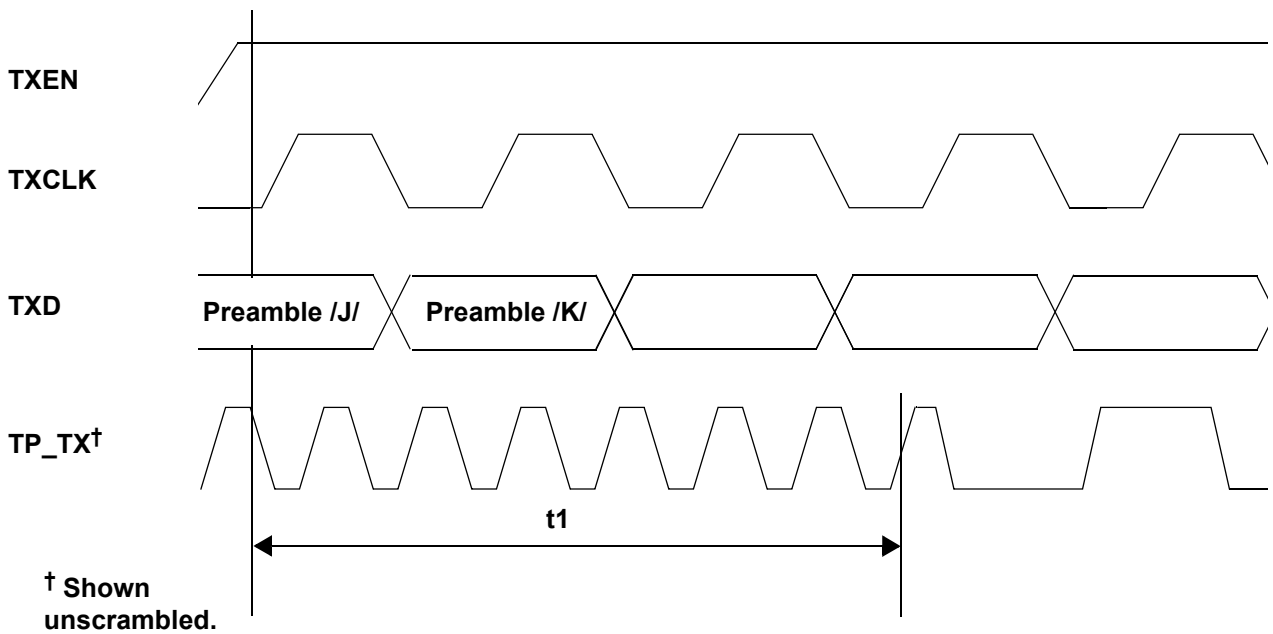 TXEN
TXCLK
TXD
Preamble /J/
Preamble /K/
TP_TX†
t1
† Shown
unscrambled.